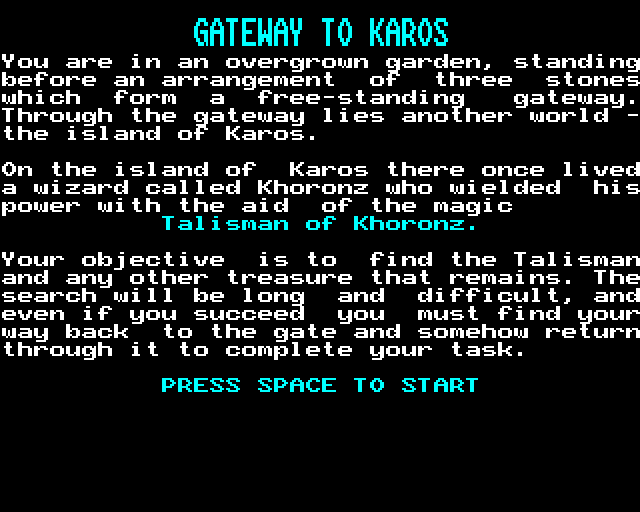 GATEWAY TO KAROS
You are in an overgrown garden, standing
before an arrangement of three stones
which form a free-standing gateway.
Through the gateway lies another world -
the island of Karos.
On the island of Karos there once lived
a wizard called Khoronz who wielded his
power with the aid of the magic
Talisman of Khoronz.
Your objective is to find the Talisman
and any other treasure that remains. The
search will be long and difficult, and
even if you succeed you must find your
way back to the gate and somehow return
through it to complete your task.
PRESS SPACE TO START